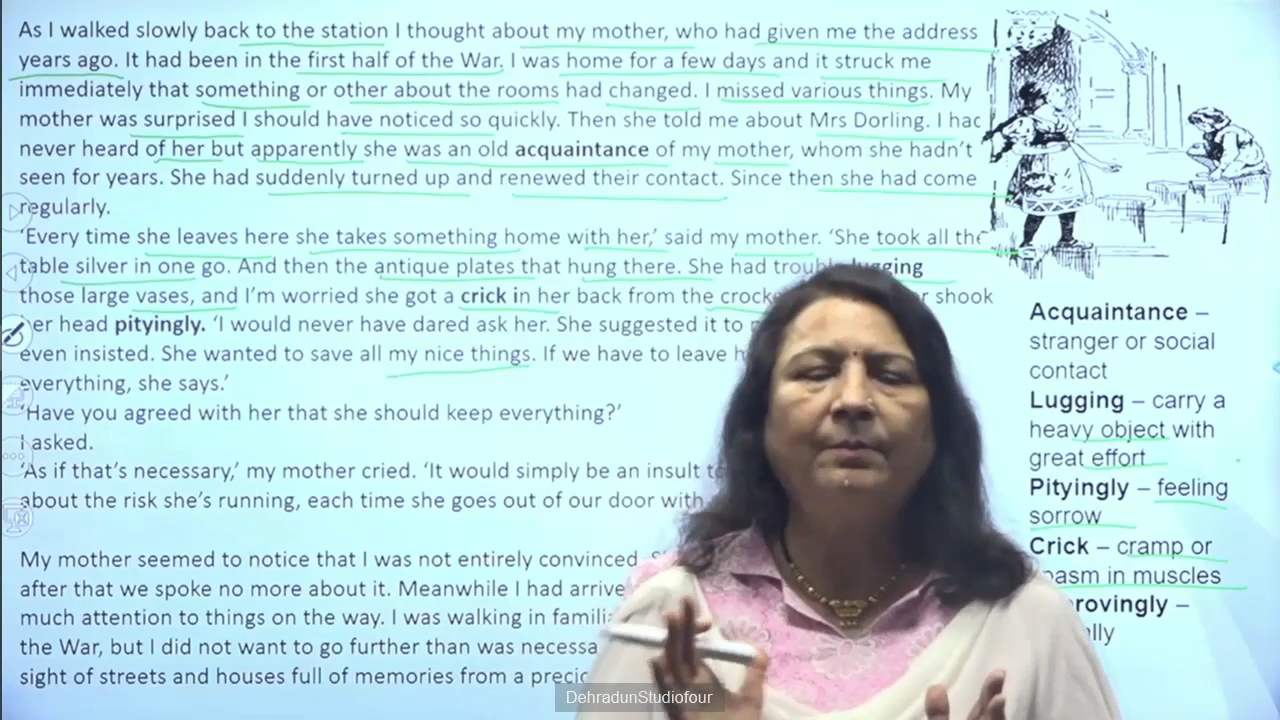 As I walked slowly back to the station I thought about my mother, who had given me the address
years ago. It had been in the first half of the War. I was home for a few days and it struck me
immediately that something or other about the rooms had changed. I missed various things. My
mother was surprised I should have noticed so quickly. Then she told me about Mrs Dorling. I had
never heard of her but apparently she was an old acquaintance of my mother, whom she hadn't
seen for years. She had suddenly turned up and renewed their contact. Since then she had come
regularly.
'Every time she leaves here she takes something home with her,' said my mother. 'She took all the
table silver in one go. And then the antique plates that hung there. She had trouble lugging
those large vases, and I'm worried she got a crick in her back from the shook
her head pityingly. 'I would never have dared ask her. She suggested it to
even insisted. She wanted to save all my nice things. If we have to leave
everything, she says.'
'Have you agreed with her that she should keep everything?'
I asked.
'As if that's necessary,' my mother cried. 'It would simply be an insult
about the risk she's running, each time she goes out of our door with
My mother seemed to notice that I was not entirely convinced.
after that we spoke no more about it. Meanwhile I had
much attention to things on the way. I was walking in
the War, but I did not want to go further than was
sight of streets and houses full of memories from a
Acquaintance –
stranger or social
contact
Lugging – carry a
heavy object with
great effort
Pityingly – feeling
sorrow
Crick – cramp or
in muscles
DehradunStudiofour